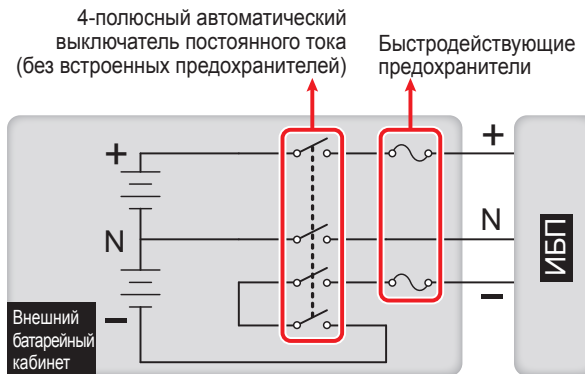 4-полюсный автоматический
выключатель постоянного тока
(без встроенных предохранителей)
Быстродействующие
предохранители
+
+
N
N
ИБП
–
–
Внешний
батарейный
кабинет